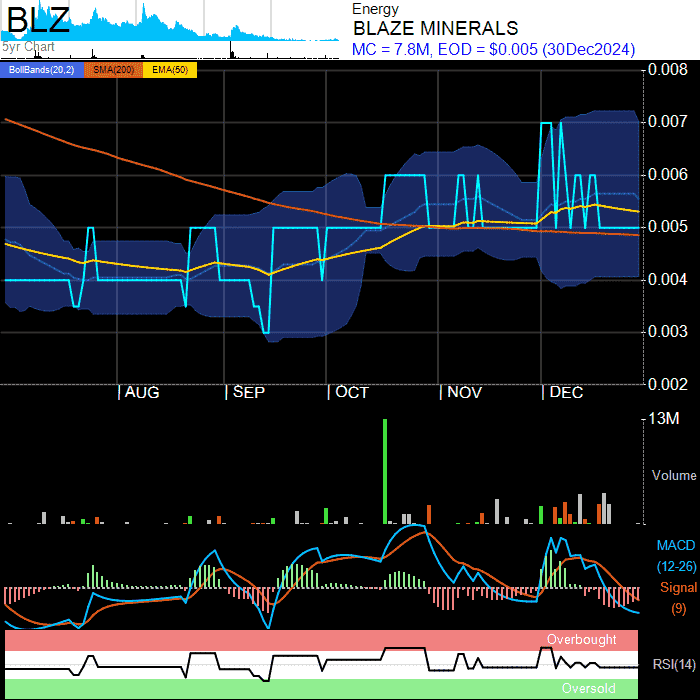 BLZ
5yr Chart
Energy
BLAZE MINERALS
MC = 7.8M, EOD = $0.005 (30Dec2024)
BollBands(20,2) SMA(200) EMA(50)
0.008
0.007
0.006
0.005
0.004
0.003
0.002
AUG SEP OCT NOV DEC
13M
Volume
MACD
(12-26)
Signal
(9)
Overbought
RSI(14)
Oversold